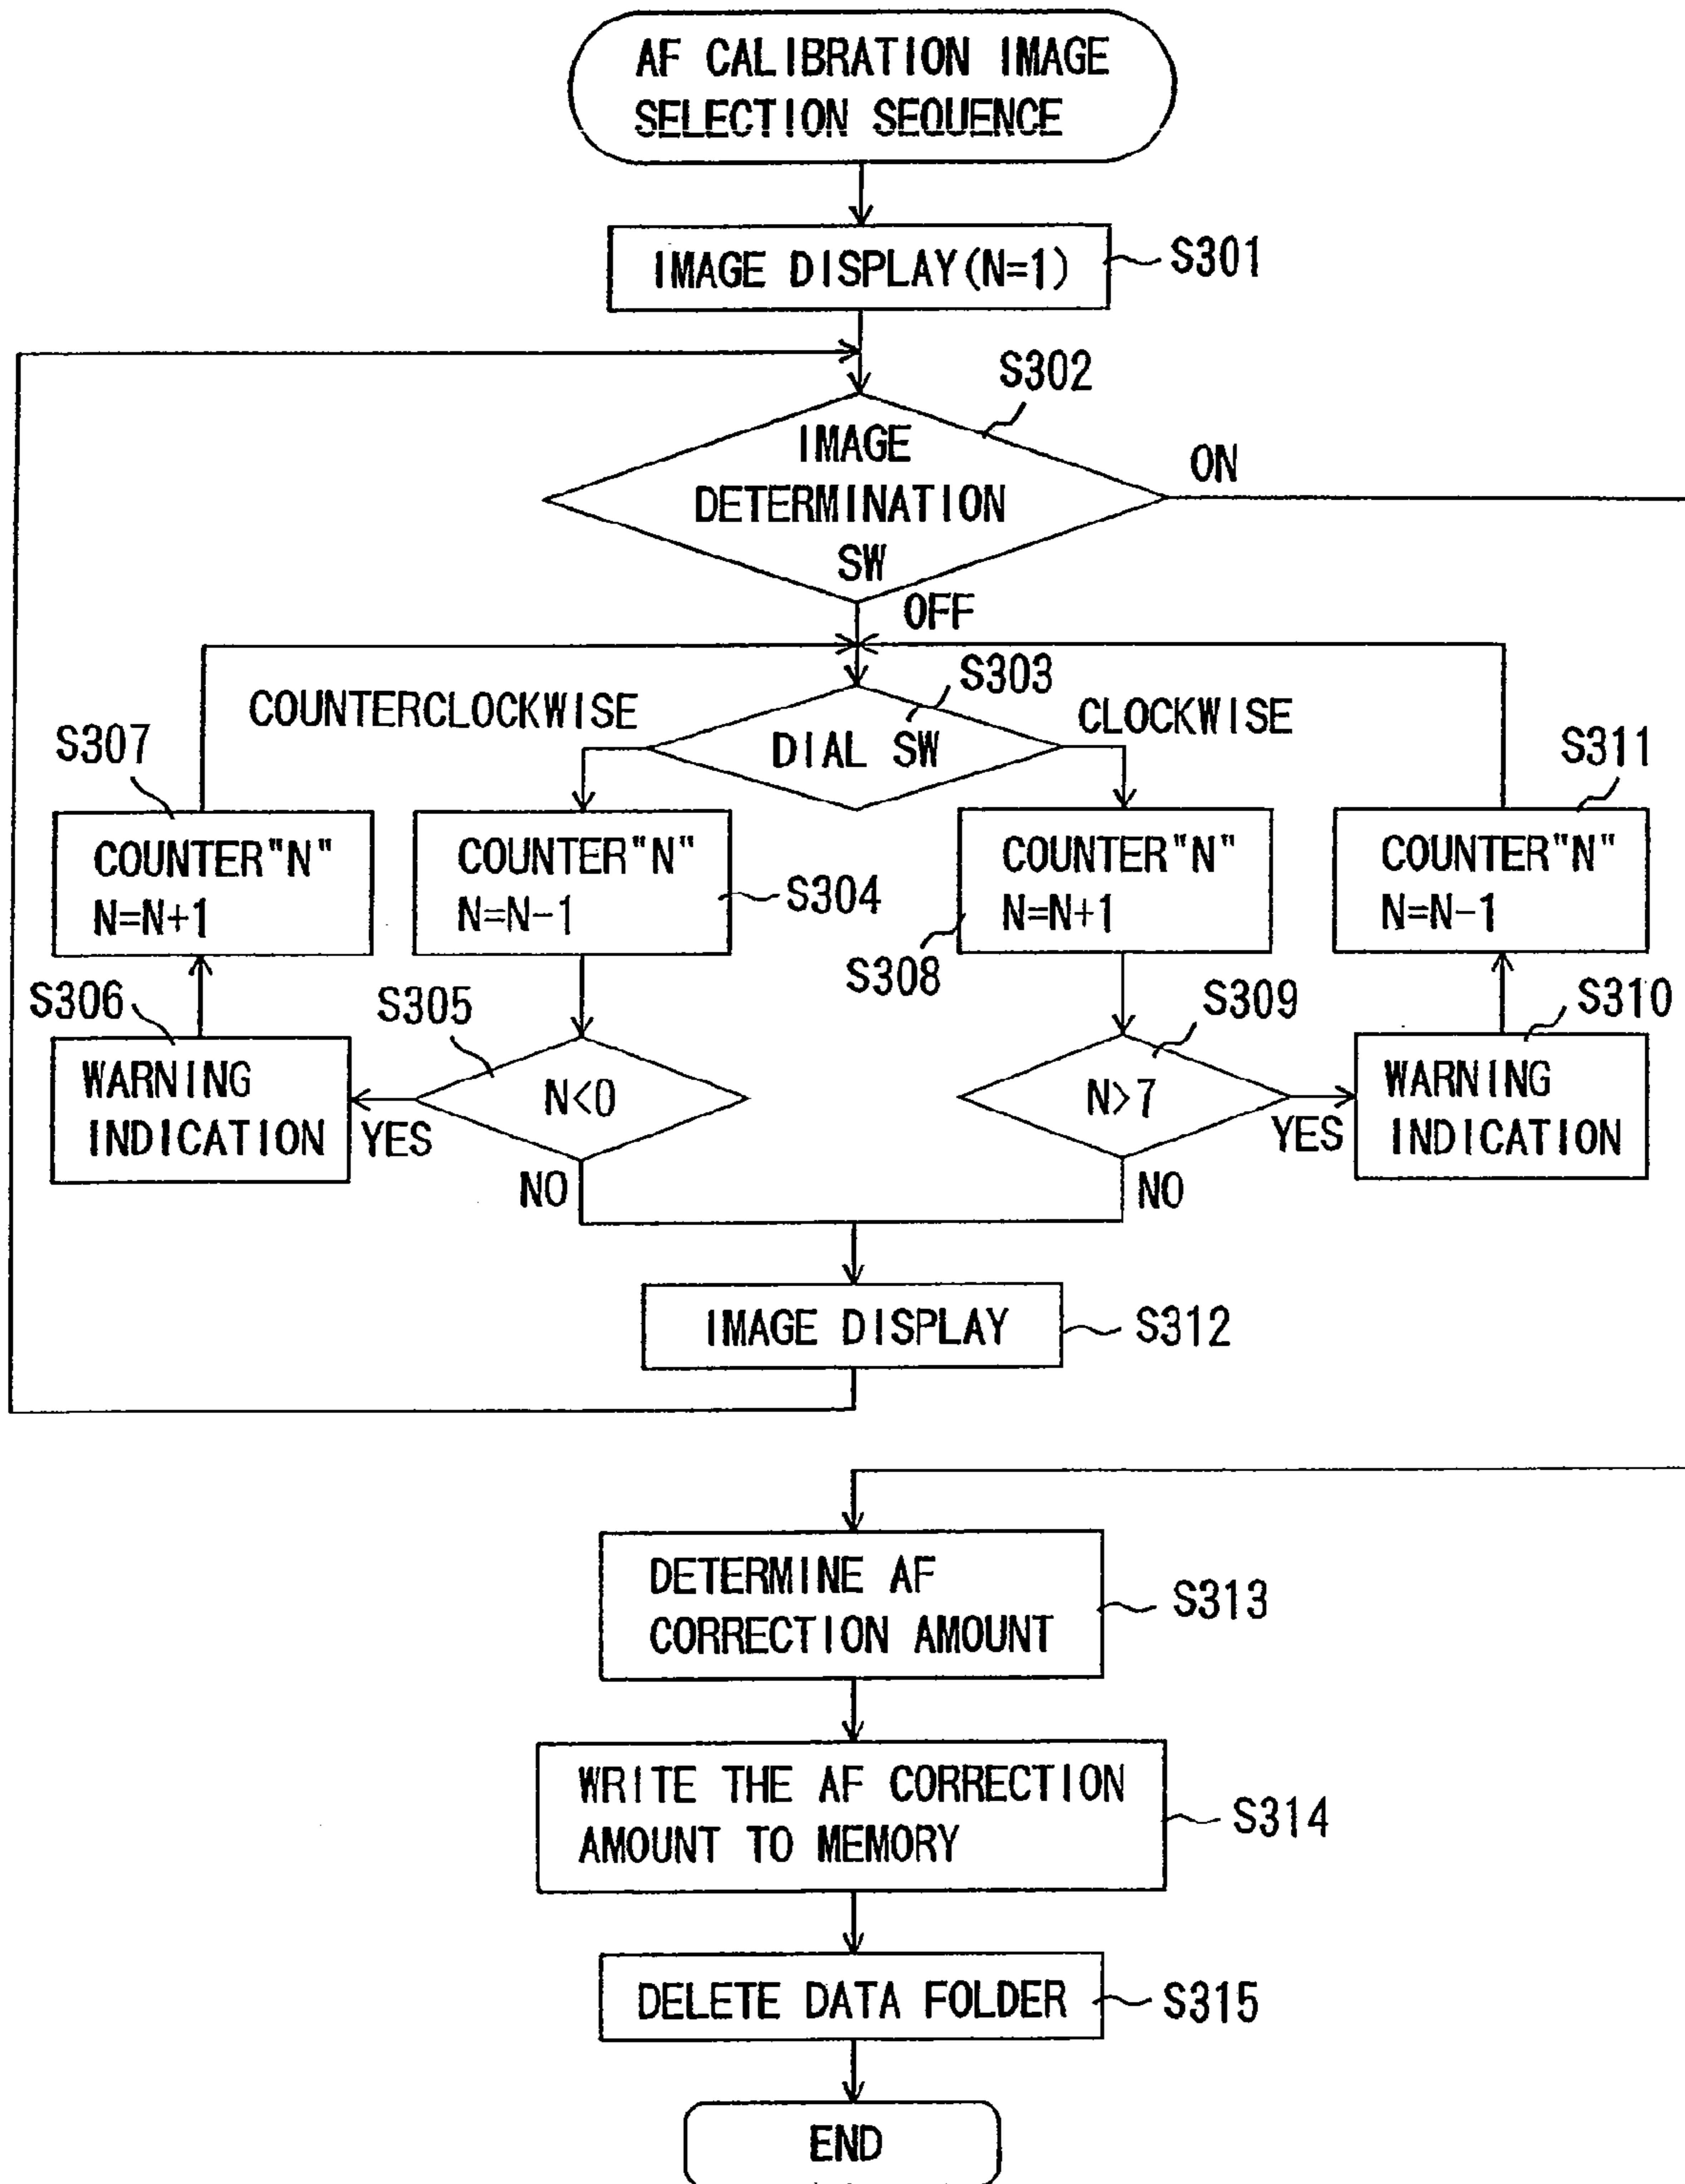 AF CALIBRATION IMAGE
SELECTION SEQUENCE
IMAGE DISPLAY(N=1)
S301
S302
IMAGE
DETERMINATION
SW
ON
OFF
S303
COUNTERCLOCKWISE
CLOCKWISE
DIAL SW
S307
S311
COUNTER"N"
N=N+1
COUNTER"N"
N=N-1
S304
COUNTER"N"
N=N+1
S308
COUNTER"N"
N=N-1
S306
S305
S309
S310
WARNING
INDICATION
YES
N<0
NO
N>7
YES
NO
WARNING
INDICATION
IMAGE DISPLAY
S312
DETERMINE AF
CORRECTION AMOUNT
S313
WRITE THE AF CORRECTION
AMOUNT TO MEMORY
S314
DELETE DATA FOLDER
S315
END